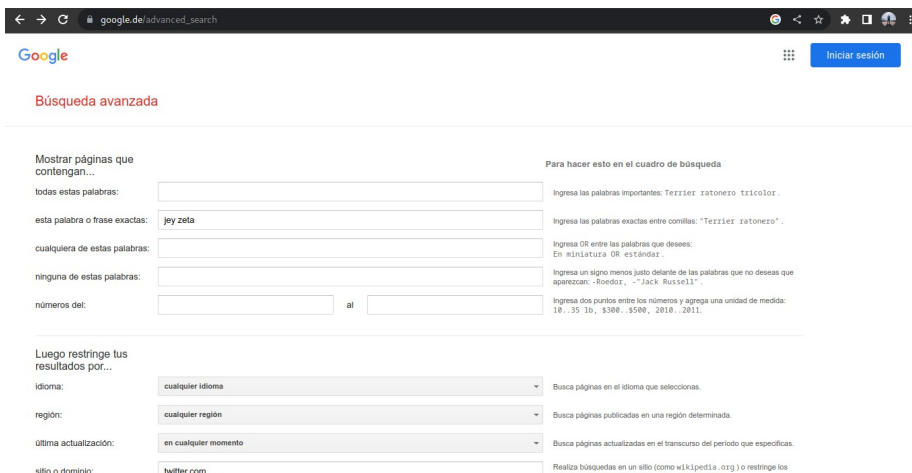 google.de/advanced_search
Google
Iniciar sesión
Búsqueda avanzada
Mostrar páginas que
contengan...
Para hacer esto en el cuadro de búsqueda
todas estas palabras:
Ingresa las palabras importantes: Terrier ratonero tricolor.
esta palabra o frase exactas:
jey zeta
Ingresa las palabras exactas entre comillas: "Terrier ratonero".
cualquiera de estas palabras:
Ingresa OR entre las palabras que desees:
En miniatura OR estándar.
ninguna de estas palabras:
Ingresa un signo menos justo delante de las palabras que no deseas que
aparezcan: -Roedor, -"Jack Russell".
números del:
al
Ingresa dos puntos entre los números y agrega una unidad de medida:
10..35 lb, $300..$500, 2010..2011.
Luego restringe tus
resultados por...
idioma:
cualquier idioma
Busca páginas en el idioma que seleccionas.
región:
cualquier región
Busca páginas publicadas en una región determinada.
última actualización:
en cualquier momento
Busca páginas actualizadas en el transcurso del período que especificas.
sitio o dominio:
twitter.com
Realiza búsquedas en un sitio (como wikipedia.org) o restringe los